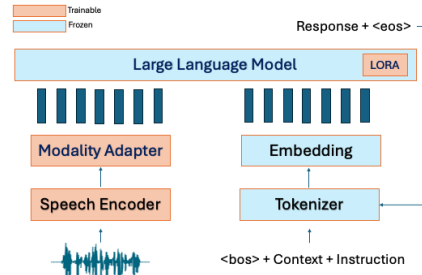 Trainable
Frozen
Response + <eos>
Large Language Model
LORA
Modality Adapter
Embedding
Speech Encoder
Tokenizer
<bos> + Context + Instruction